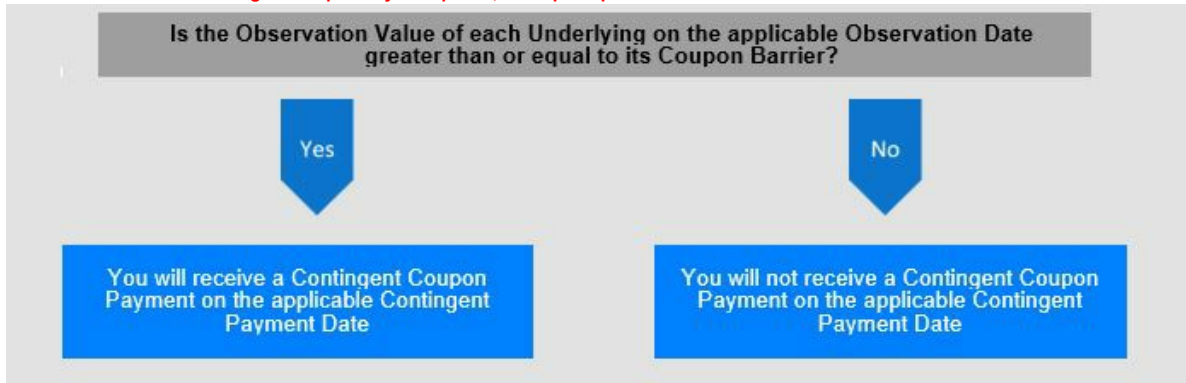 Is the Observation Value of each Underlying on the applicable Observation Date
greater than or equal to its Coupon Barrier?
Yes
No
You will receive a Contingent Coupon
Payment on the applicable Contingent
Payment Date
You will not receive a Contingent Coupon
Payment on the applicable Contingent
Payment Date